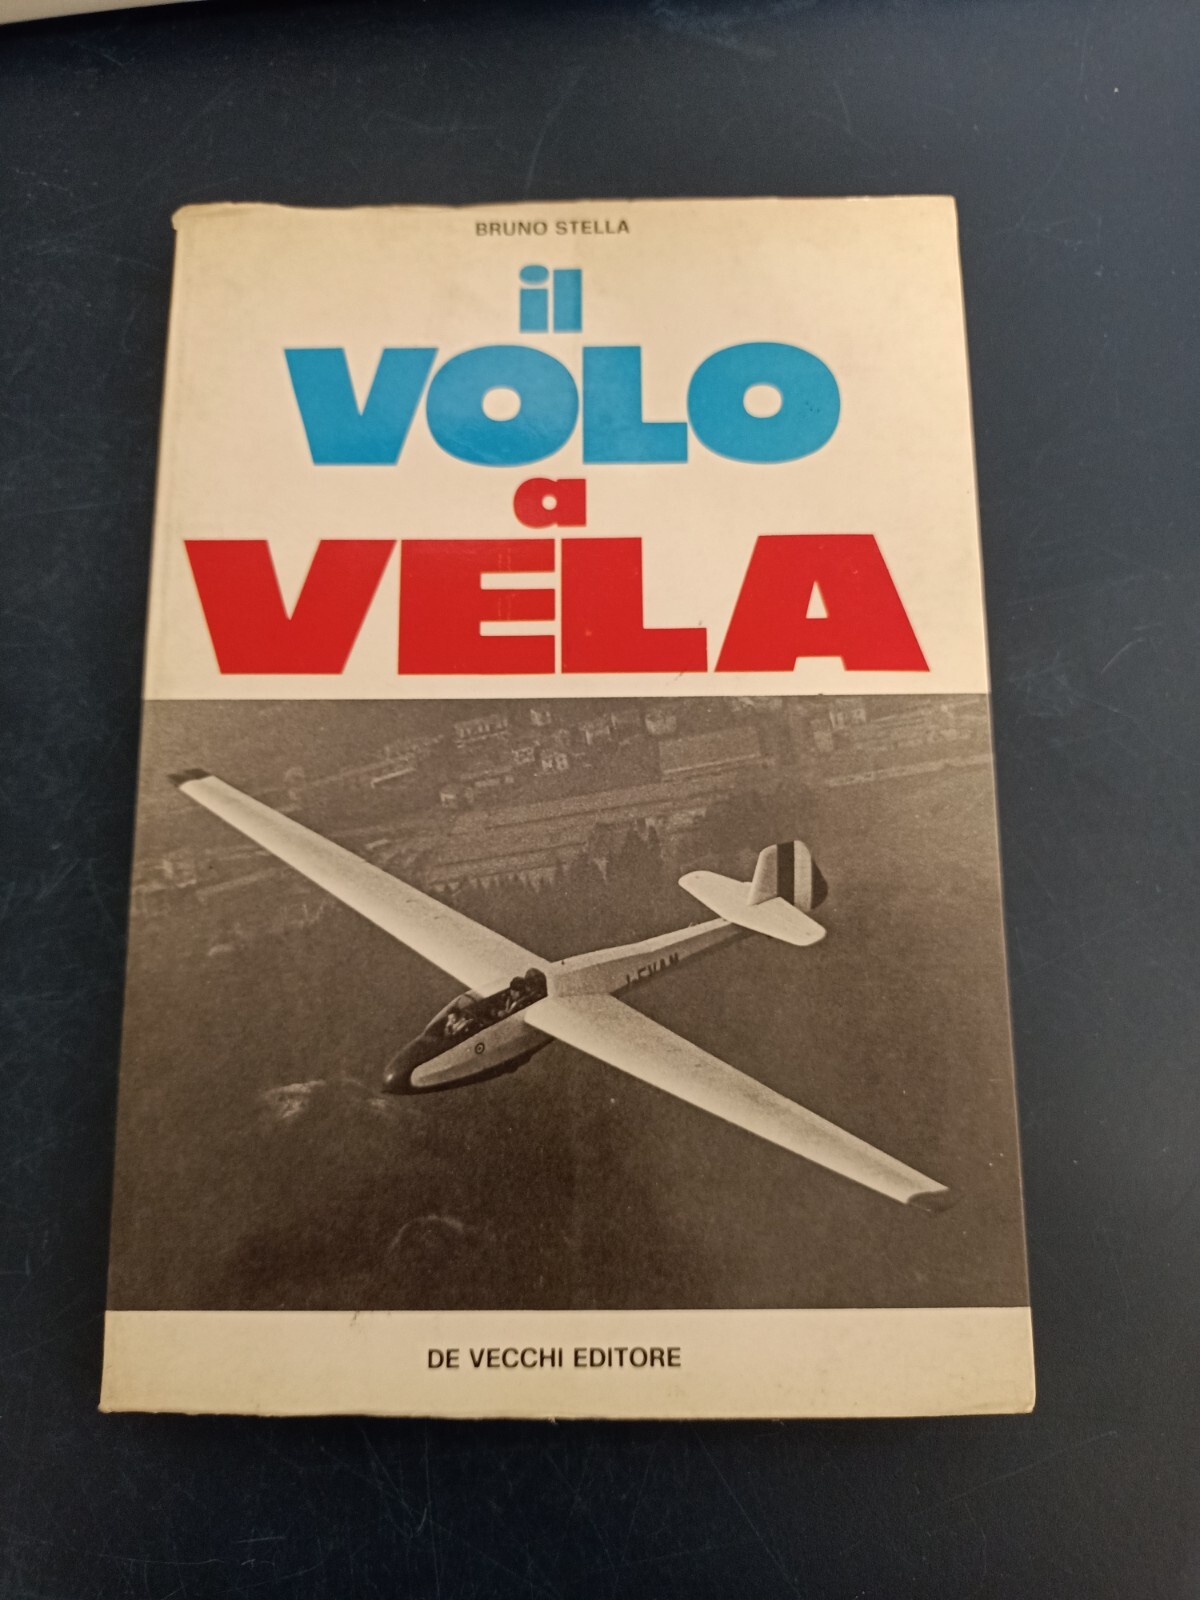 BRUNO STELLA
il
VOLO
a
VELA
DE VECCHI EDITORE